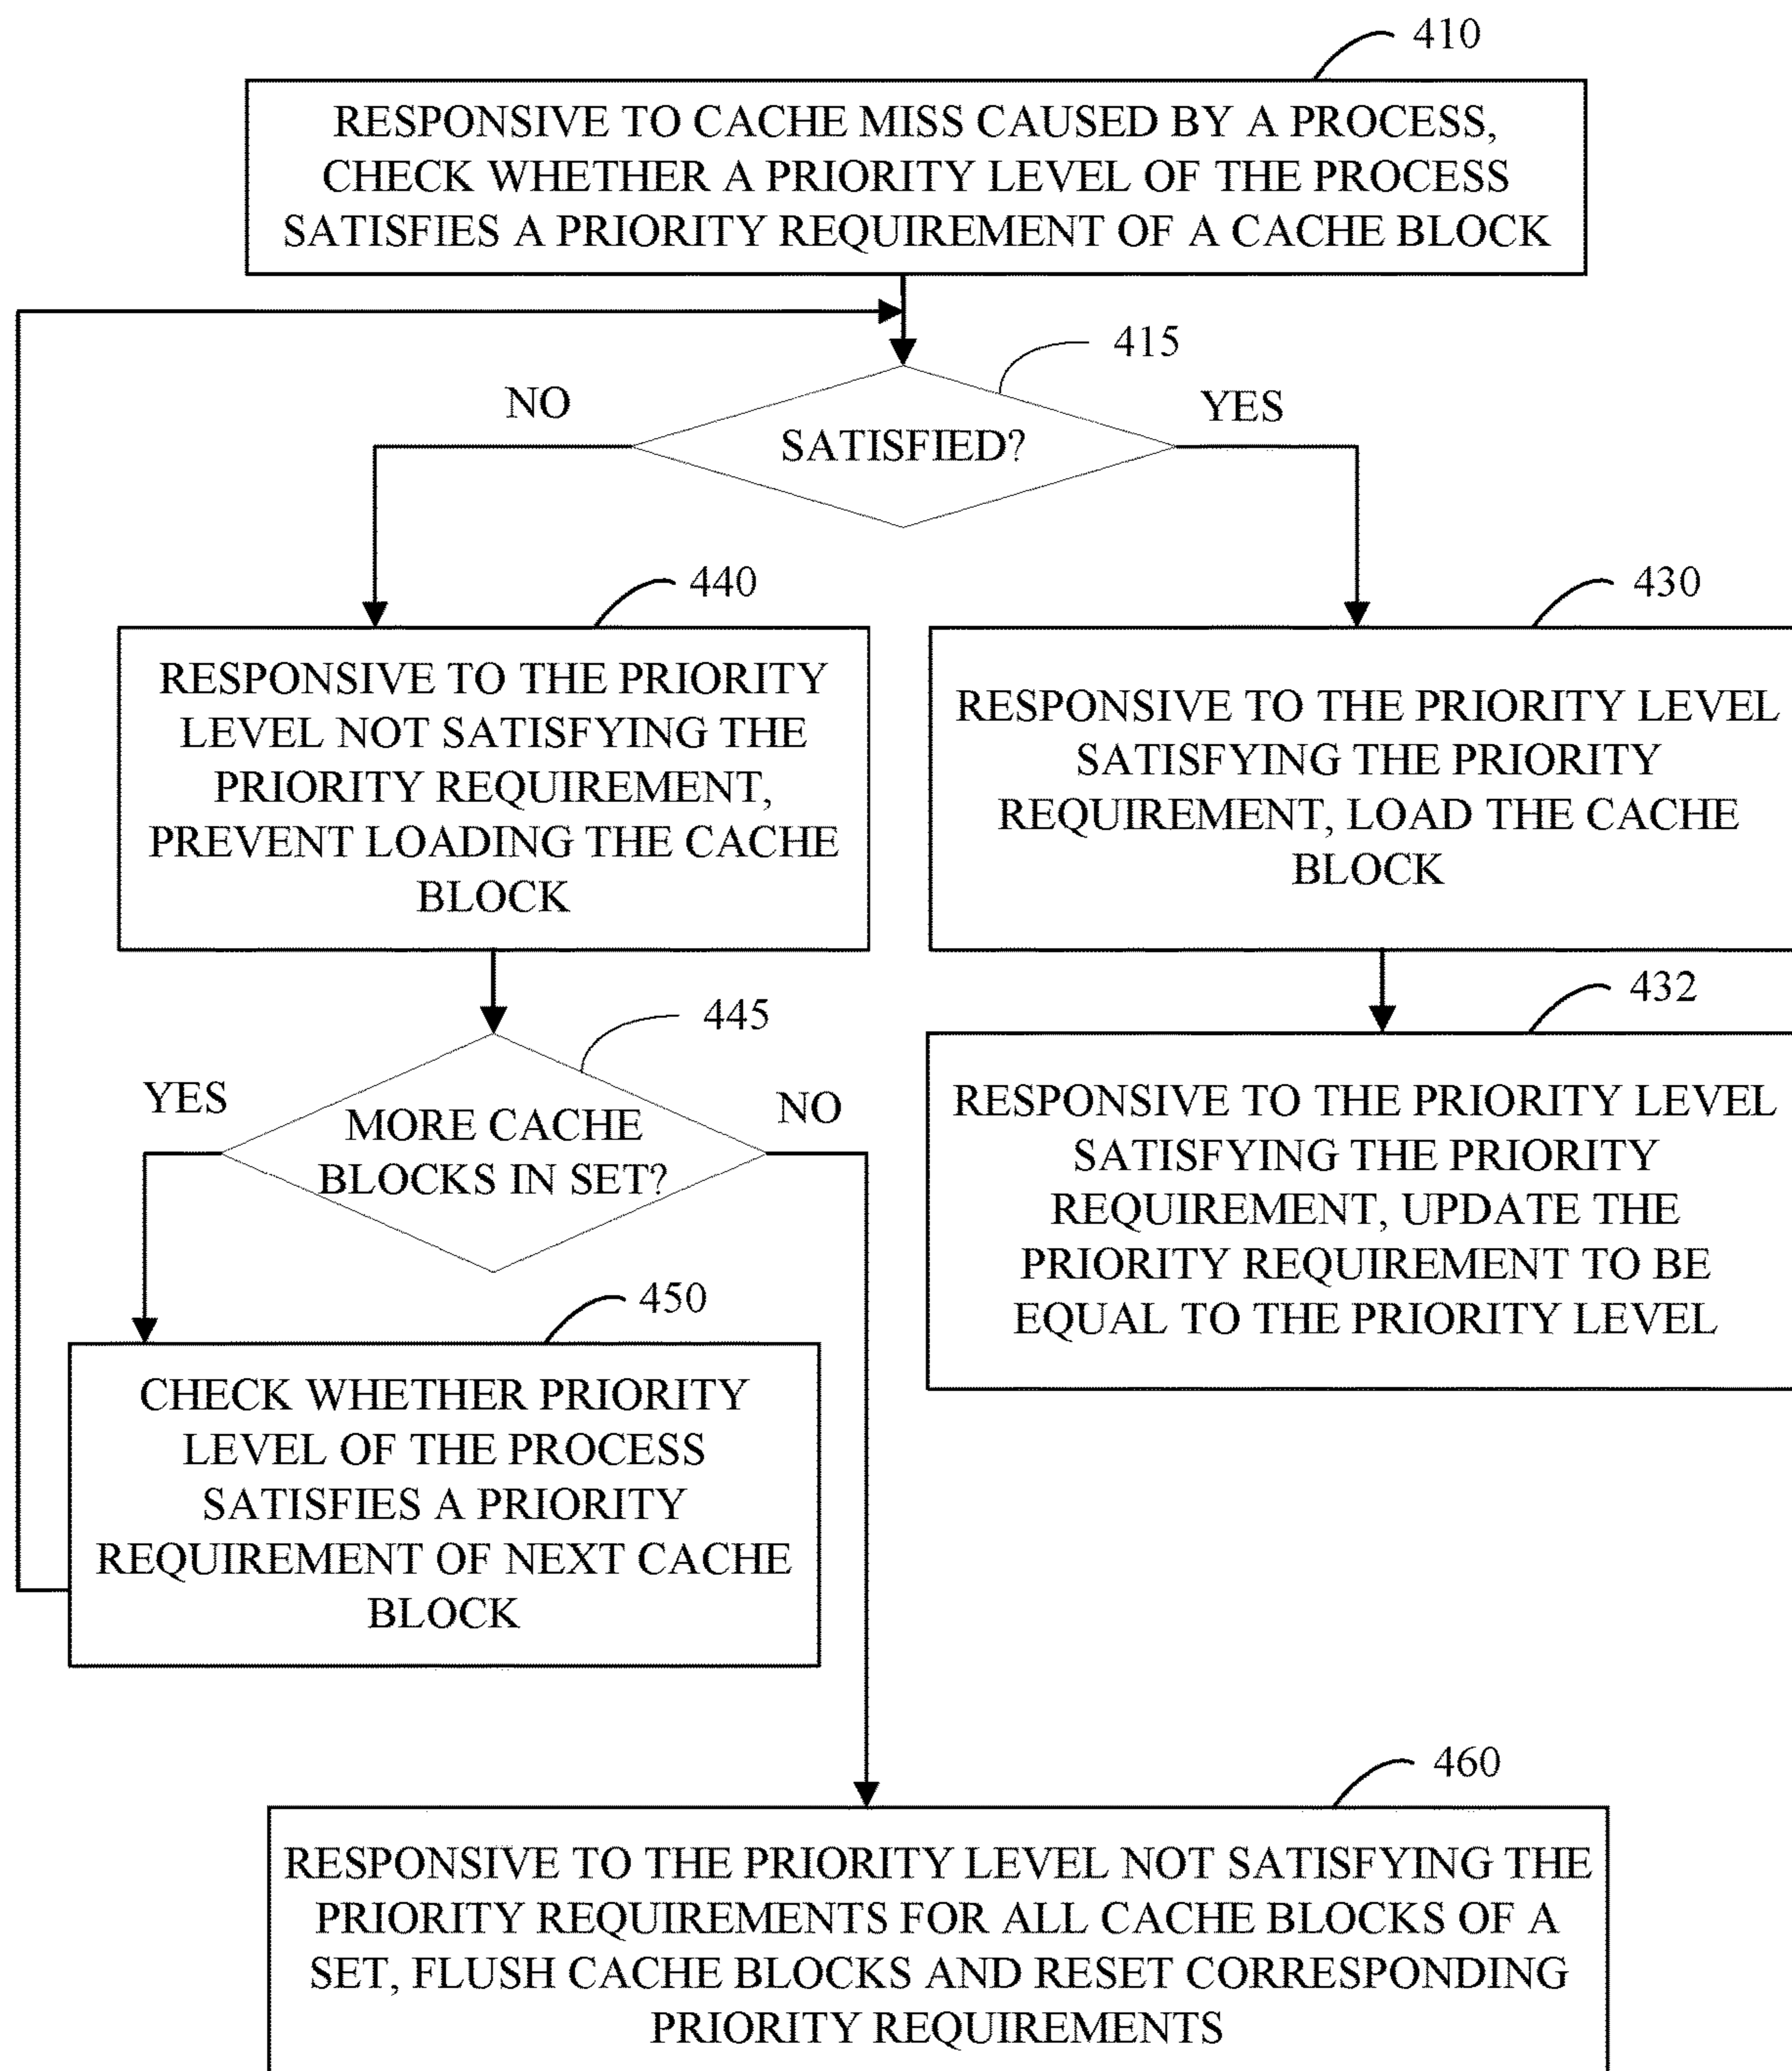 410
RESPONSIVE TO CACHE MISS CAUSED BY A PROCESS,
CHECK WHETHER A PRIORITY LEVEL OF THE PROCESS
SATISFIES A PRIORITY REQUIREMENT OF A CACHE BLOCK
415
NO
YES
SATISFIED?
440
430
RESPONSIVE TO THE PRIORITY
LEVEL NOT SATISFYING THE
PRIORITY REQUIREMENT,
PREVENT LOADING THE CACHE
BLOCK
RESPONSIVE TO THE PRIORITY LEVEL
SATISFYING THE PRIORITY
REQUIREMENT, LOAD THE CACHE
BLOCK
445
432
YES
NO
MORE CACHE
BLOCKS IN SET?
RESPONSIVE TO THE PRIORITY LEVEL
SATISFYING THE PRIORITY
REQUIREMENT, UPDATE THE
PRIORITY REQUIREMENT TO BE
EQUAL TO THE PRIORITY LEVEL
450
CHECK WHETHER PRIORITY
LEVEL OF THE PROCESS
SATISFIES A PRIORITY
REQUIREMENT OF NEXT CACHE
BLOCK
460
RESPONSIVE TO THE PRIORITY LEVEL NOT SATISFYING THE
PRIORITY REQUIREMENTS FOR ALL CACHE BLOCKS OF A
SET, FLUSH CACHE BLOCKS AND RESET CORRESPONDING
PRIORITY REQUIREMENTS